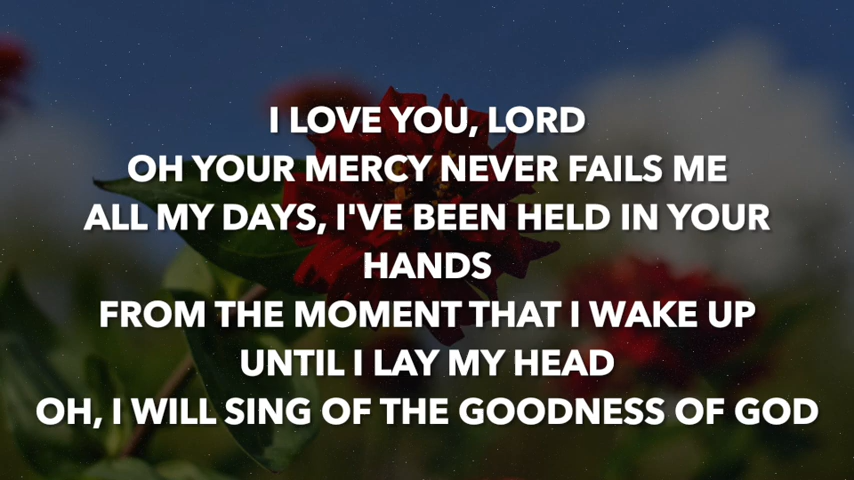 I LOVE YOU, LORD
OH YOUR MERCY NEVER FAILS ME
ALL MY DAYS, I'VE BEEN HELD IN YOUR
HANDS
FROM THE MOMENT THAT I WAKE UP
UNTIL I LAY MY HEAD
OH, I WILL SING OF THE GOODNESS OF GOD